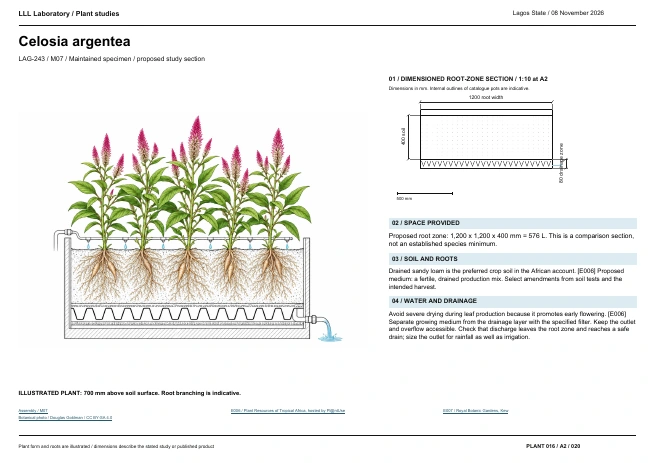 LLL Laboratory / Plant studies
Lagos State / 08 November 2026
Celosia argentea
LAG-243 / M07 / Maintained specimen / proposed study section
01 / DIMENSIONED ROOT-ZONE SECTION / 1:10 at A2
Dimensions in mm. Internal outlines of catalogue pots are indicative.
1200 root width
400 soil
80 drainage zone
500 mm
02 / SPACE PROVIDED
Proposed root zone: 1,200 x 1,200 x 400 mm = 576 L. This is a comparison section,
not an established species minimum.
03 / SOIL AND ROOTS
Drained sandy loam is the preferred crop soil in the African account. [E006] Proposed
medium: a fertile, drained production mix. Select amendments from soil tests and the
intended harvest.
04 / WATER AND DRAINAGE
Avoid severe drying during leaf production because it promotes early flowering. [E006]
Separate growing medium from the drainage layer with the specified filter. Keep the outlet
and overflow accessible. Check that discharge leaves the root zone and reaches a safe
drain; size the outlet for rainfall as well as irrigation.
ILLUSTRATED PLANT: 700 mm above soil surface. Root branching is indicative.
Assembly / M07
E006 / Plant Resources of Tropical Africa, hosted by Pl@ntUse
E007 / Royal Botanic Gardens, Kew
Botanical photo / Douglas Goldman / CC BY-SA 4.0
Plant form and roots are illustrated / dimensions describe the stated study or published product
PLANT 016 / A2 / 020